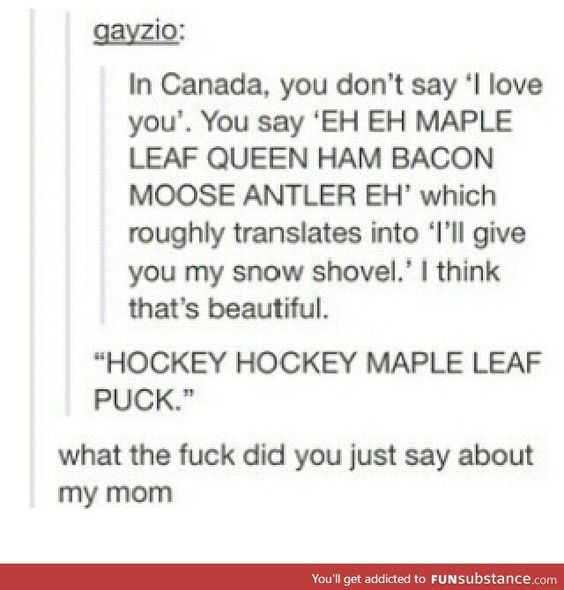 gayzio:
In Canada, you don't say 'I love
you'. You say 'EH EH MAPLE
LEAF QUEEN HAM BACON
MOOSE ANTLER EH' which
roughly translates into 'I'll give
you my snow shovel.' I think
that's beautiful.
“HOCKEY HOCKEY MAPLE LEAF
PUCK.”
what the fuck did you just say about
my mom
You'll get addicted to FUNsubstance.com